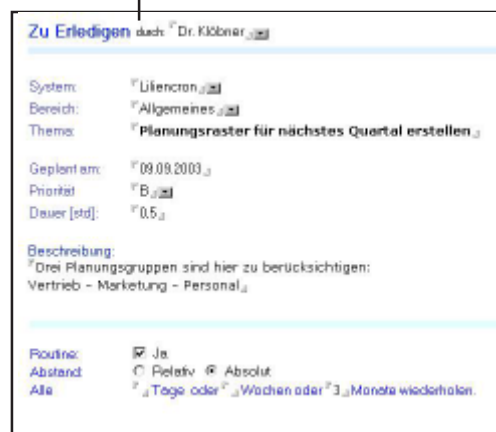 Zu Erledigen durch: Dr. Klöbner
System: Liliencron
Bereich: Allgemeines
Thema: Planungsraster für nächstes Quartal erstellen
Geplant am: 09.09.2003
Priorität B
Dauer [std]: 0.5
Beschreibung:
Drei Planungsgruppen sind hier zu berücksichtigen:
Vertrieb - Marketung - Personal
Routine: Ja
Abstand: Relativ Absolut
Alle Tage oder Wochen oder 3 Monate wiederholen.